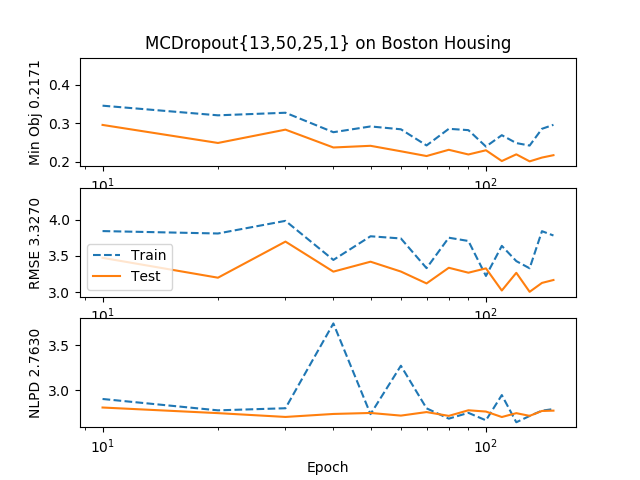 MCDropout{13,50,25,1} on Boston Housing
Min Obj 0.2171
0.4
0.3
0.2
10¹
10²
RMSE 3.3270
4.0
3.5
3.0
Train
Test
10¹
10²
NLPD 2.7630
3.5
3.0
10¹
10²
Epoch